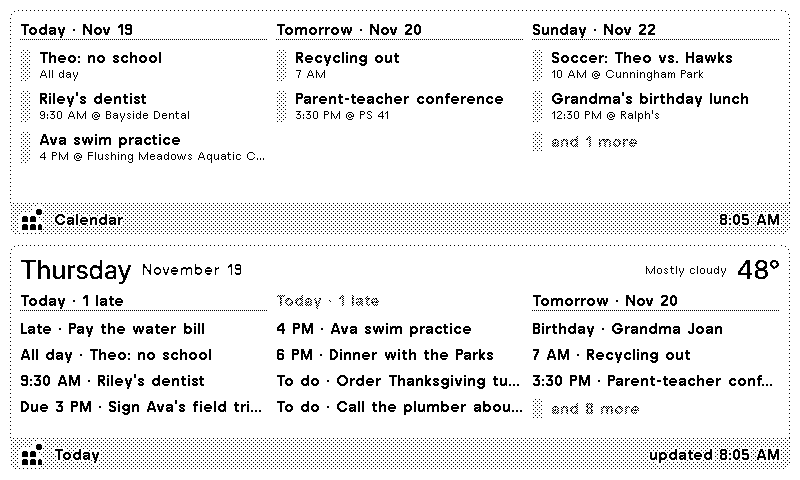 Today · Nov 19
Theo: no school
All day
Riley's dentist
9:30 AM @ Bayside Dental
Ava swim practice
4 PM @ Flushing Meadows Aquatic C...
Tomorrow · Nov 20
Recycling out
7 AM
Parent-teacher conference
3:30 PM @ PS 41
Sunday · Nov 22
Soccer: Theo vs. Hawks
10 AM @ Cunningham Park
Grandma's birthday lunch
12:30 PM @ Ralph's
and 1 more
Calendar
8:05 AM
Thursday November 19
Mostly cloudy 48°
Today · 1 late
Late · Pay the water bill
All day · Theo: no school
9:30 AM · Riley's dentist
Due 3 PM · Sign Ava's field tri...
Today · 1 late
4 PM · Ava swim practice
6 PM · Dinner with the Parks
To do · Order Thanksgiving tu...
To do · Call the plumber abou...
Tomorrow · Nov 20
Birthday · Grandma Joan
7 AM · Recycling out
3:30 PM · Parent-teacher conf...
and 8 more
Today
updated 8:05 AM